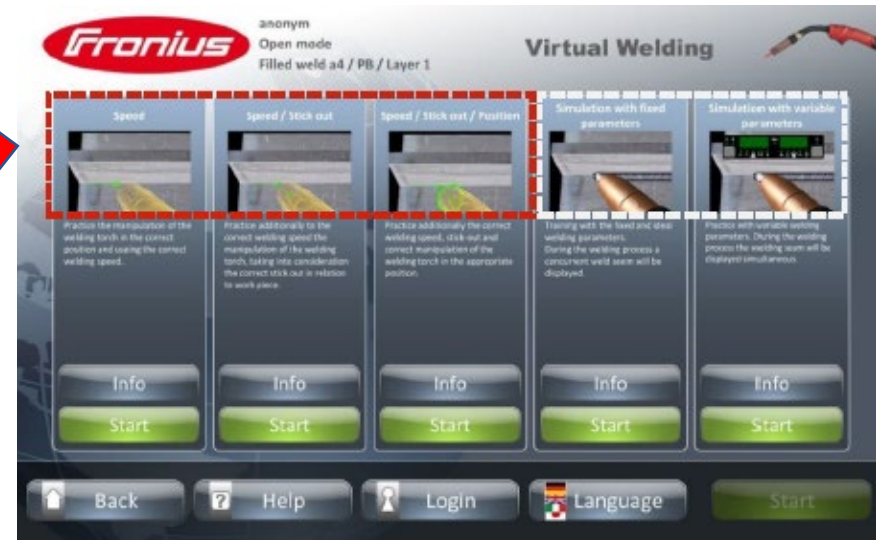 Fronius
anonym
Open mode
Filled weld a4 / PB / Layer 1
Virtual Welding
Speed
Practice the manipulation of the
welding torch in the correct
position and seeing the correct
welding speed.
Info
Start
Speed / Stick out
Practice additionally to the
correct welding speed the
manipulation of the welding
torch, taking into consideration
the correct stick out in relation
to work piece.
Info
Start
Speed / Stick out / Position
Practice additionally the correct
welding speed, stick-out and
correct manipulation of the
welding torch in the appropriate
position
Info
Start
Simulation with fixed
parameters
Training with the fixed and ideal
welding parameters.
During the welding process a
concurrent weld seem will be
displayed.
Info
Start
Simulation with variable
parameters
Practice with variable welding
parameters. During the welding
process the welding seam will be
displayed simultaneous.
Info
Start
Back
? Help
Login
Language
Start